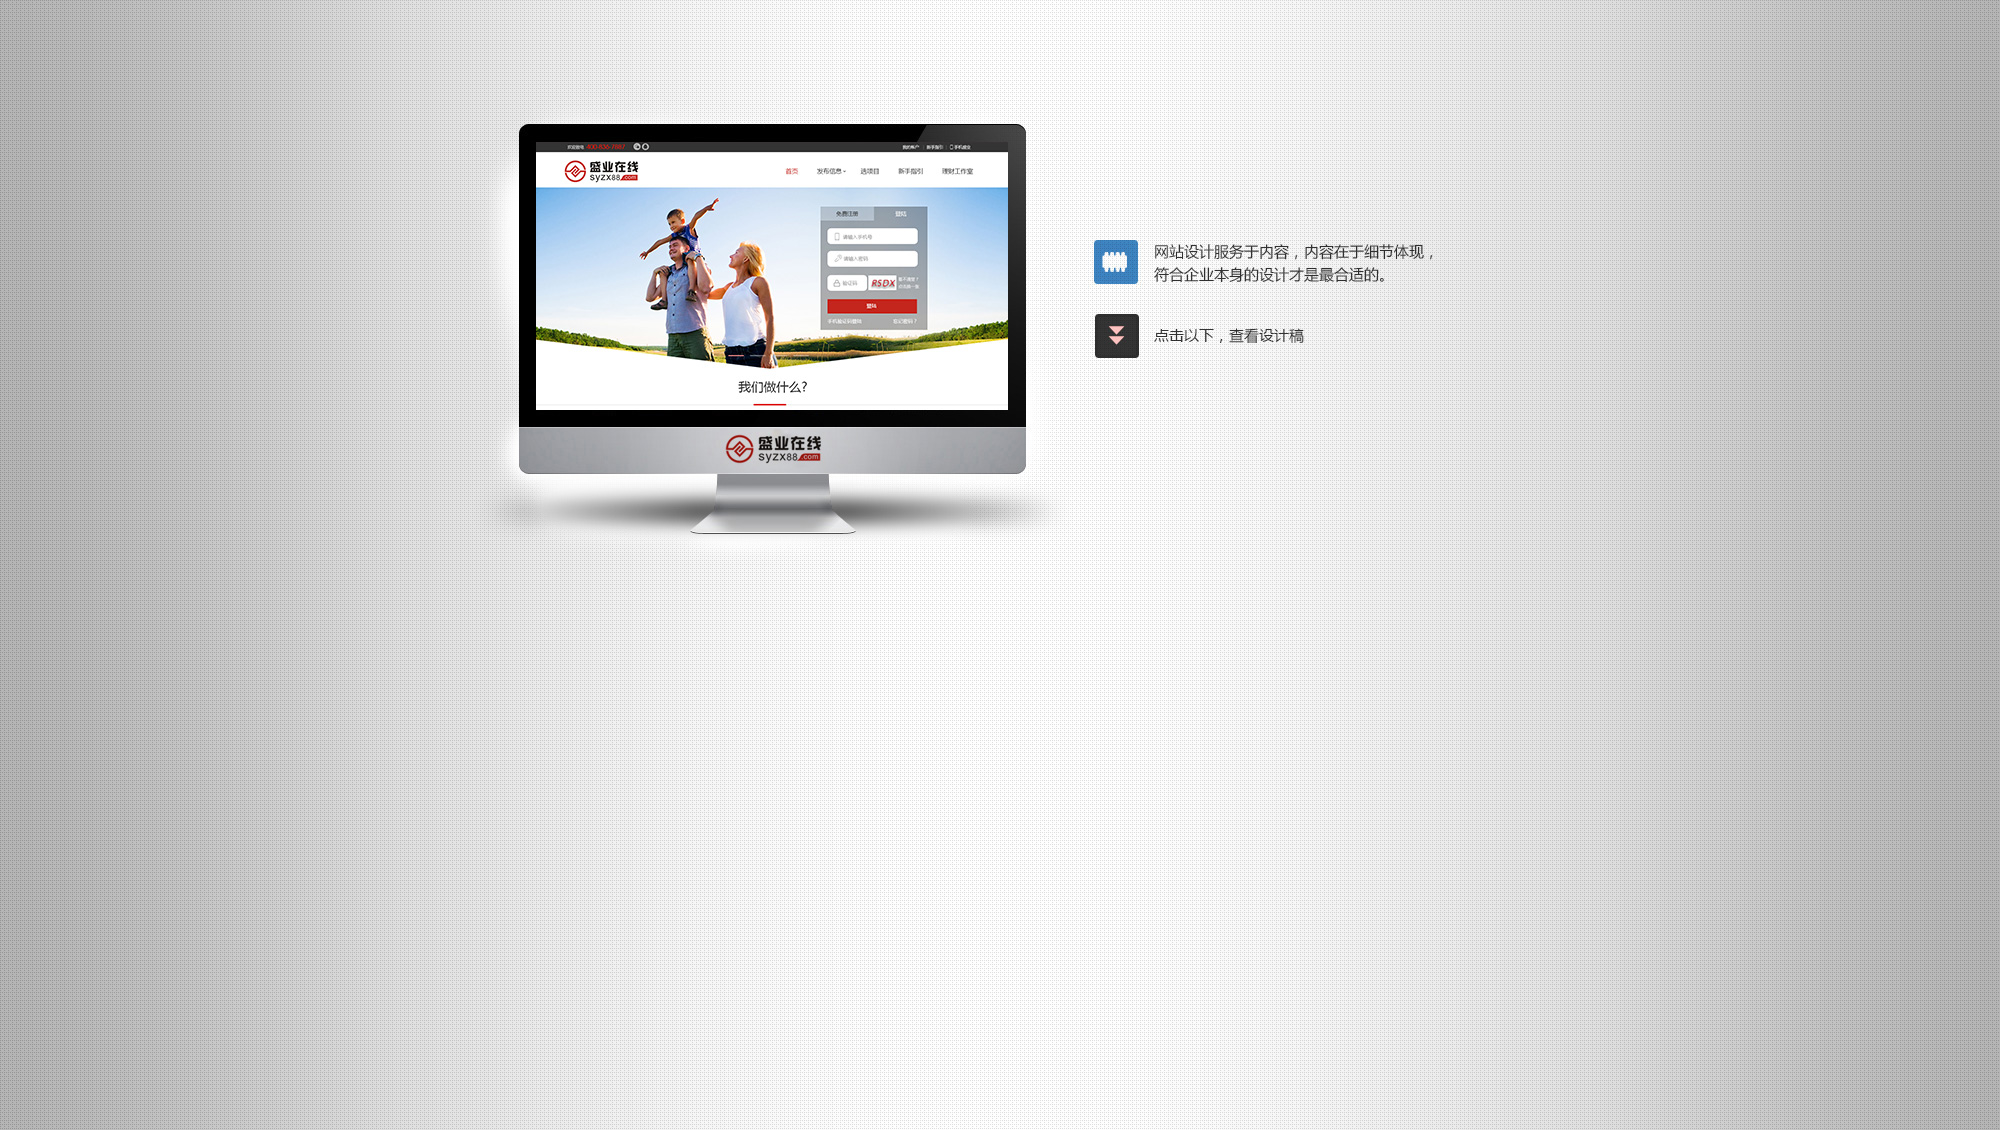 盛业在线
syzx88.com
首页
发布信息
选项目
新手指引
理财工作室
免费注册
登陆
请输入手机号
请输入密码
验证码
RSDX
登陆
我们做什么?
盛业在线
syzx88.com
网站设计服务于内容，内容在于细节体现，
符合企业本身的设计才是最合适的。
点击以下，查看设计稿